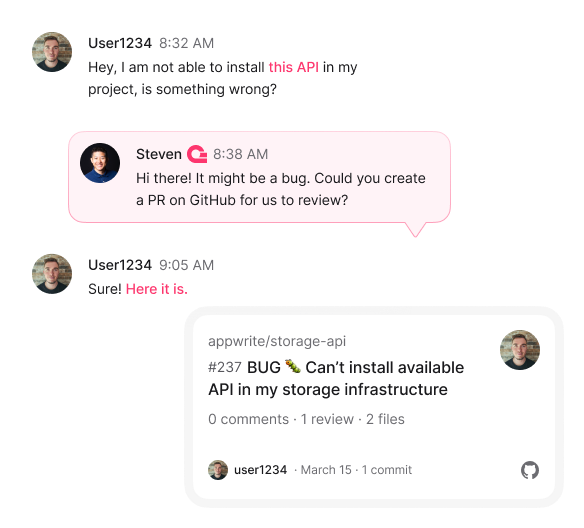 User1234 8:32 AM
Hey, I am not able to install this API in my
project, is something wrong?
Steven 8:38 AM
Hi there! It might be a bug. Could you create
a PR on GitHub for us to review?
User1234 9:05 AM
Sure! Here it is.
appwrite/storage-api
#237 BUG 🐛 Can’t install available
API in my storage infrastructure
0 comments · 1 review · 2 files
user1234 · March 15 · 1 commit